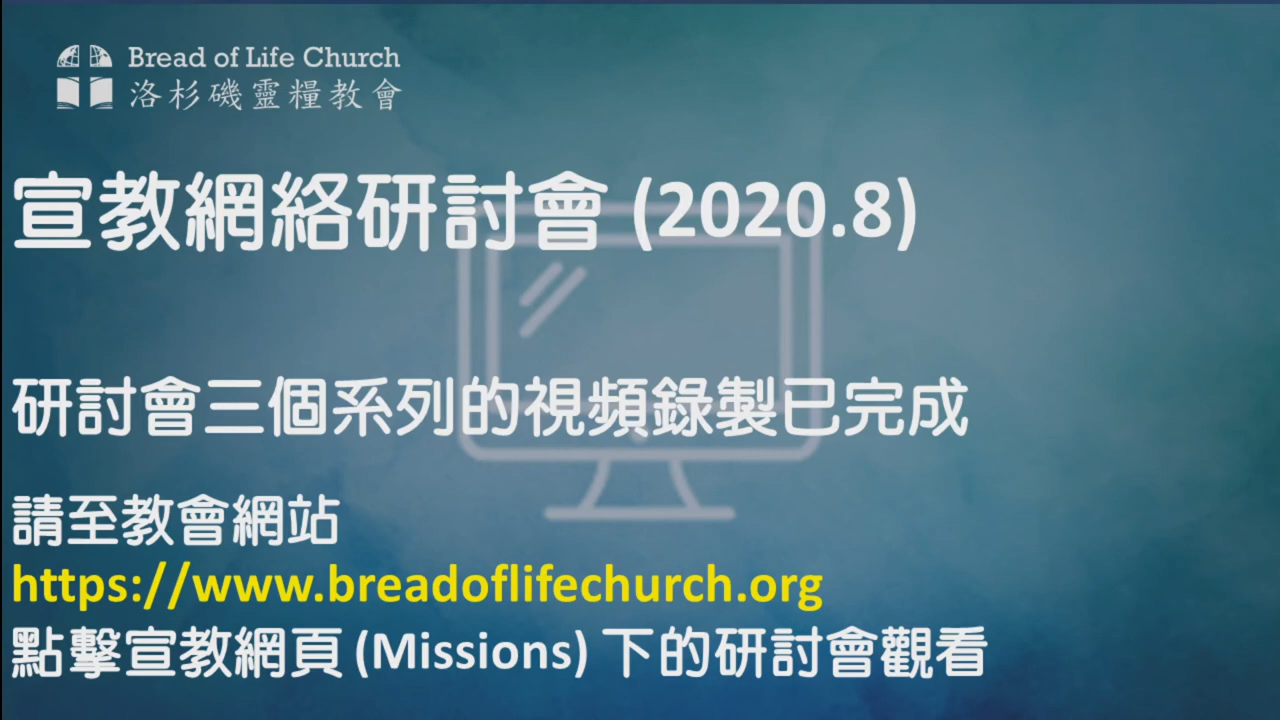 Bread of Life Church
洛杉磯靈糧教會
宣教網絡研討會 (2020.8)
研討會三個系列的視頻錄製已完成
請至教會網站
https://www.breadoflifechurch.org
點擊宣教網頁 (Missions) 下的研討會觀看